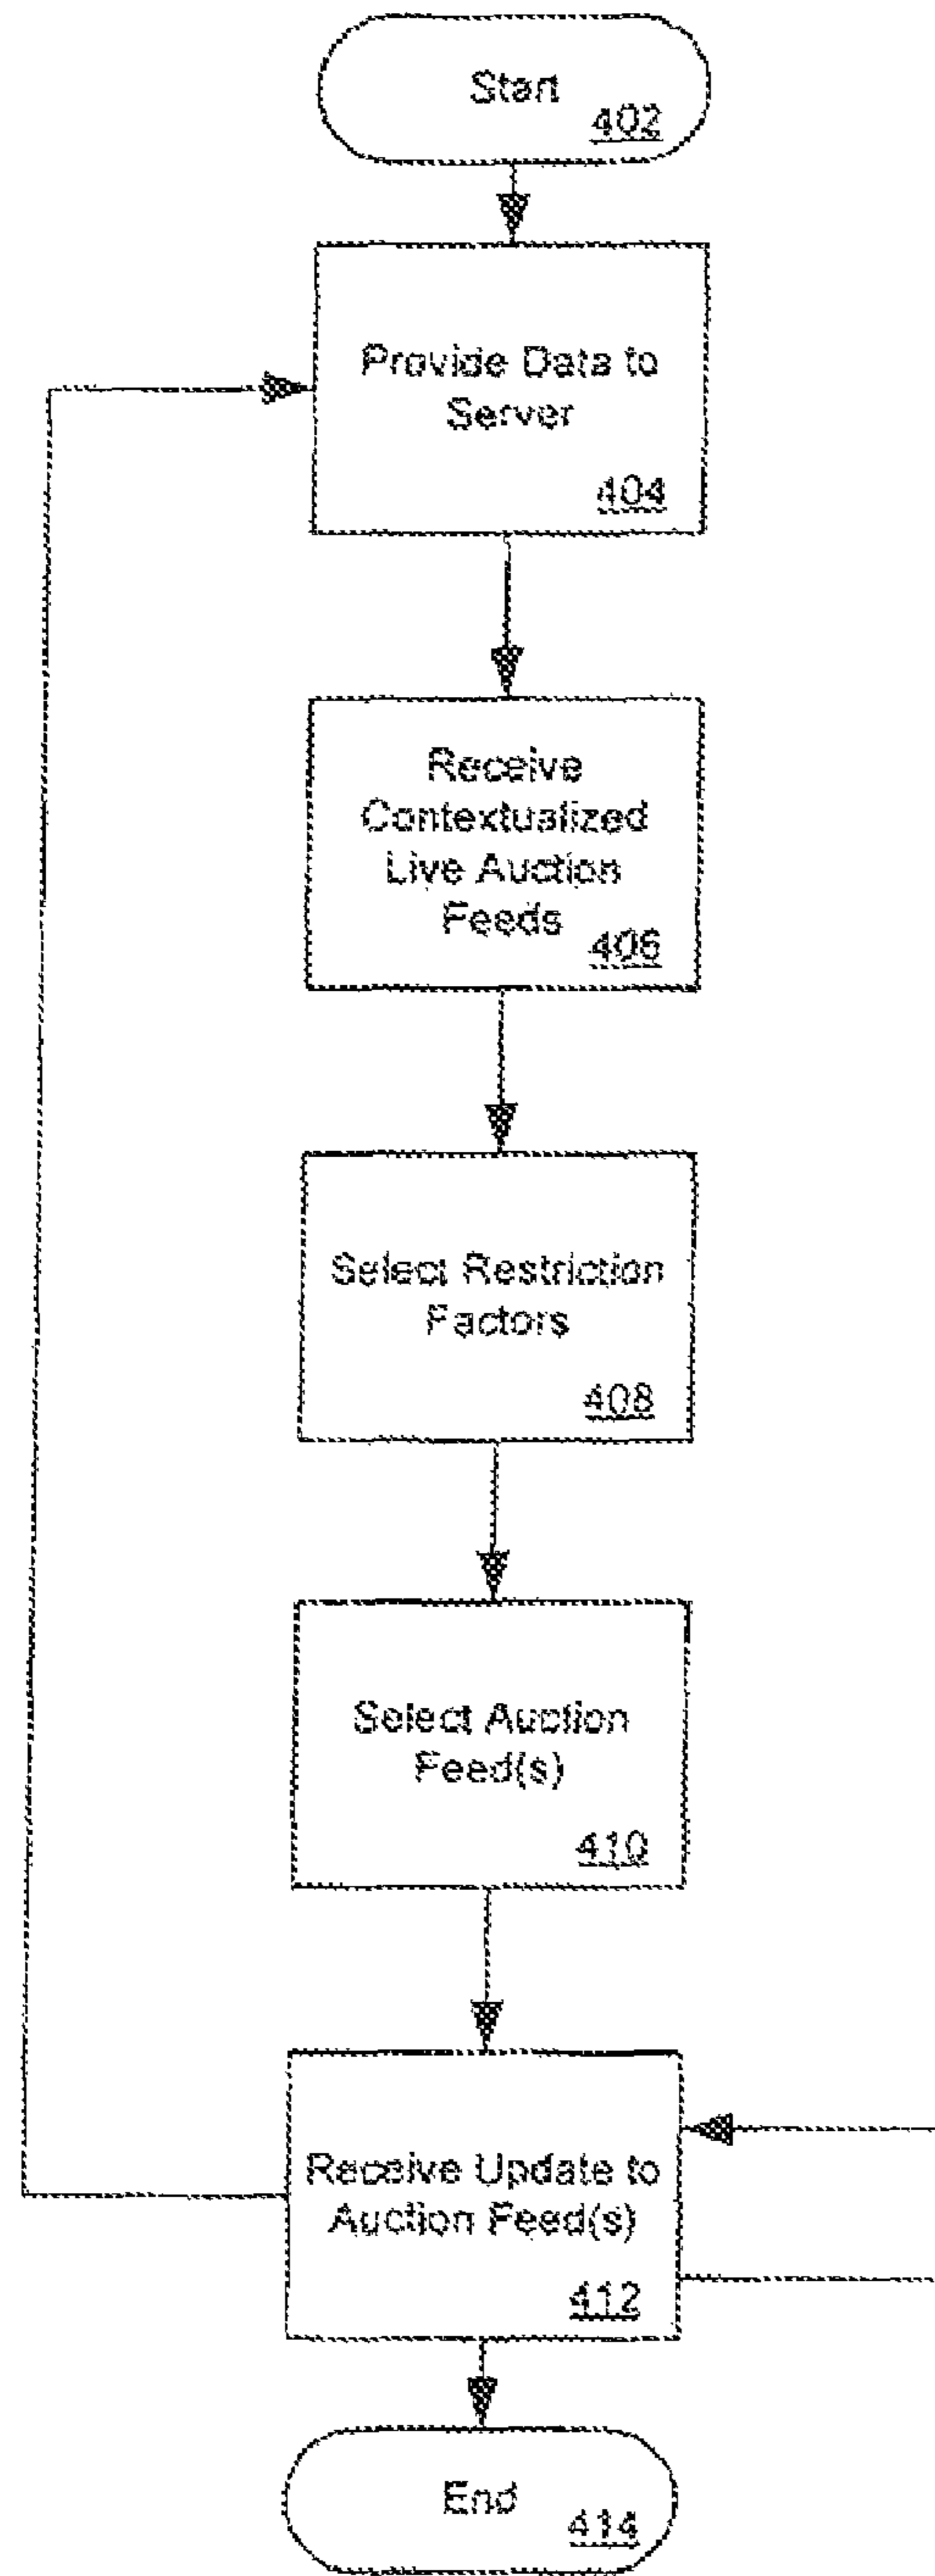 Start
402
Provide Data to
Server
404
Receive
Contextualized
Live Auction
Feeds
406
Select Restriction
Factors
408
Select Auction
Feed(s)
410
Receive Update to
Auction Feed(s)
412
End
414